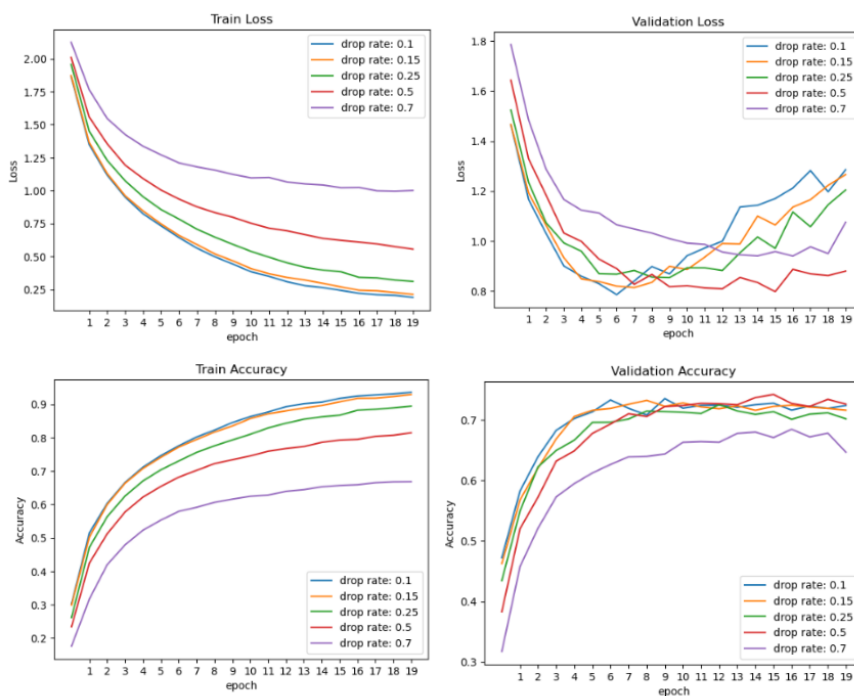 Train Loss
Loss
2.00
1.75
1.50
1.25
1.00
0.75
0.50
0.25
drop rate: 0.1
drop rate: 0.15
drop rate: 0.25
drop rate: 0.5
drop rate: 0.7
1 2 3 4 5 6 7 8 9 10 11 12 13 14 15 16 17 18 19
epoch
Validation Loss
Loss
1.8
1.6
1.4
1.2
1.0
0.8
drop rate: 0.1
drop rate: 0.15
drop rate: 0.25
drop rate: 0.5
drop rate: 0.7
1 2 3 4 5 6 7 8 9 10 11 12 13 14 15 16 17 18 19
epoch
Train Accuracy
Accuracy
0.9
0.8
0.7
0.6
0.5
0.4
0.3
0.2
drop rate: 0.1
drop rate: 0.15
drop rate: 0.25
drop rate: 0.5
drop rate: 0.7
1 2 3 4 5 6 7 8 9 10 11 12 13 14 15 16 17 18 19
epoch
Validation Accuracy
Accuracy
0.7
0.6
0.5
0.4
0.3
drop rate: 0.1
drop rate: 0.15
drop rate: 0.25
drop rate: 0.5
drop rate: 0.7
1 2 3 4 5 6 7 8 9 10 11 12 13 14 15 16 17 18 19
epoch